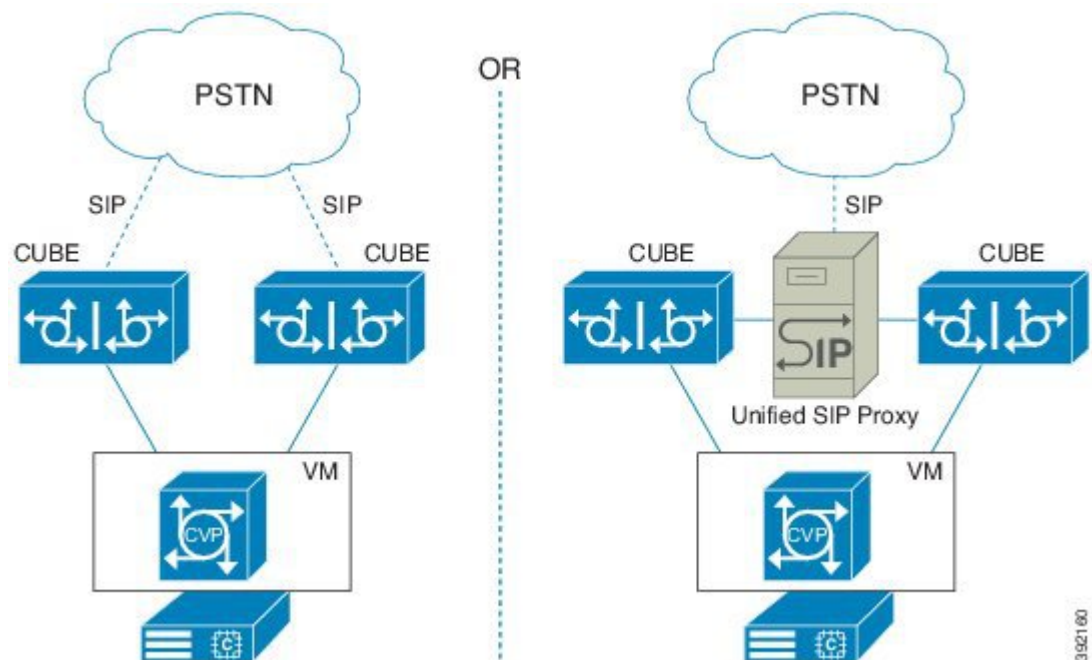 PSTN
OR
PSTN
SIP
SIP
SIP
CUBE
CUBE
CUBE
CUBE
SIP
Unified SIP Proxy
VM
VM
CVP
CVP
C
C
392160